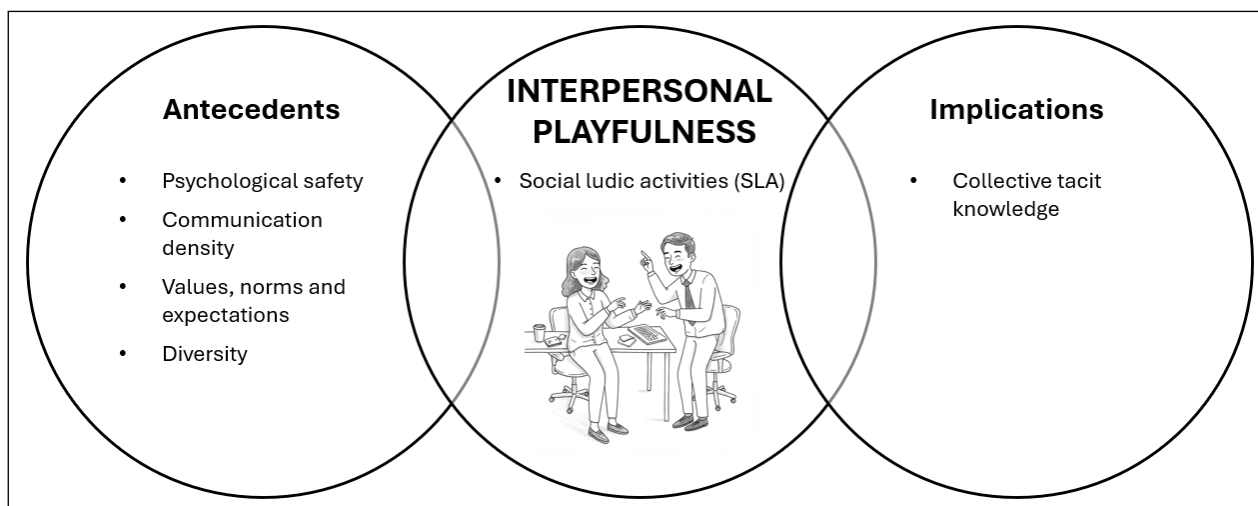 Antecedents
• Psychological safety
• Communication
density
• Values, norms and
expectations
• Diversity
INTERPERSONAL
PLAYFULNESS
• Social ludic activities (SLA)
Implications
• Collective tacit
knowledge